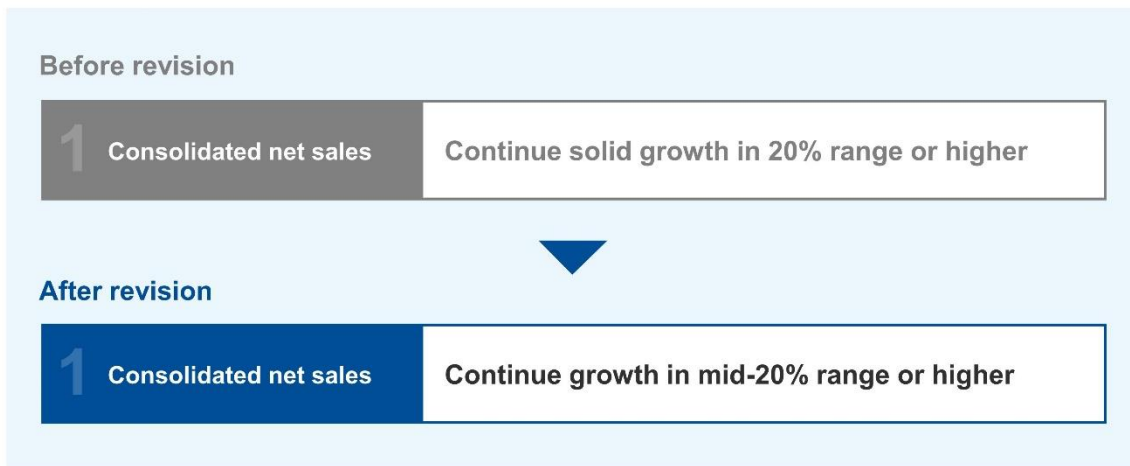 Before revision
1 Consolidated net sales Continue solid growth in 20% range or higher
After revision
1 Consolidated net sales Continue growth in mid-20% range or higher